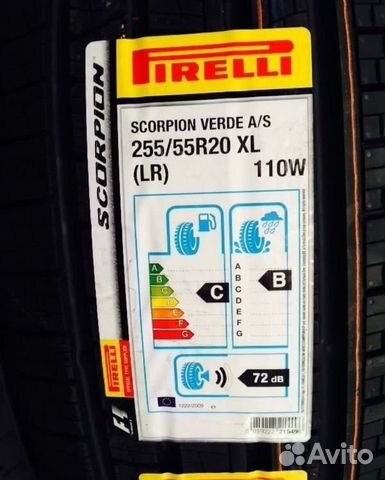 PIRELLI
SCORPION VERDE A/S
255/55R20 XL
(LR) 110W
SCORPION
A
B
C
D
E
F
G
C
A
B
C
D
E
F
G
B
72 dB
1222/2009
PIRELLI
Avito